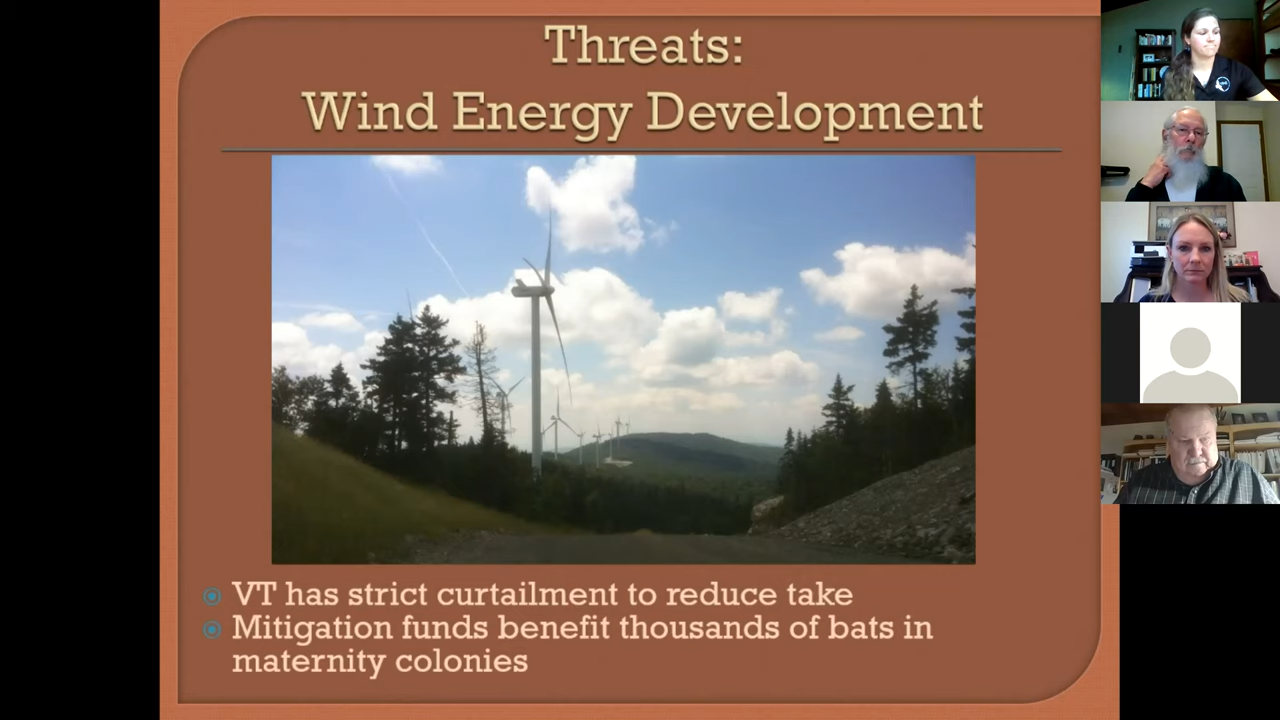 Threats:
Wind Energy Development
VT has strict curtailment to reduce take
Mitigation funds benefit thousands of bats in
maternity colonies